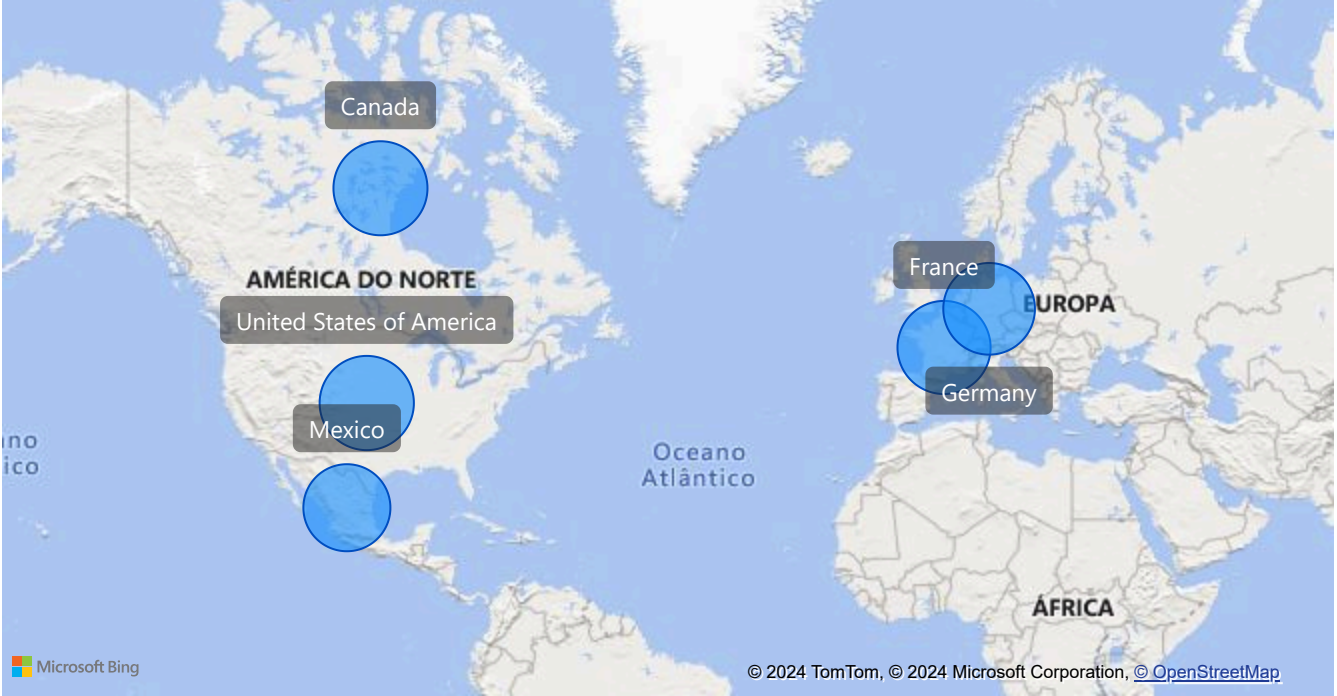 Canada
AMÉRICA DO NORTE
United States of America
Mexico
France
EUROPA
Germany
Oceano
Atlântico
ÁFRICA
Microsoft Bing
© 2024 TomTom, © 2024 Microsoft Corporation, © OpenStreetMap